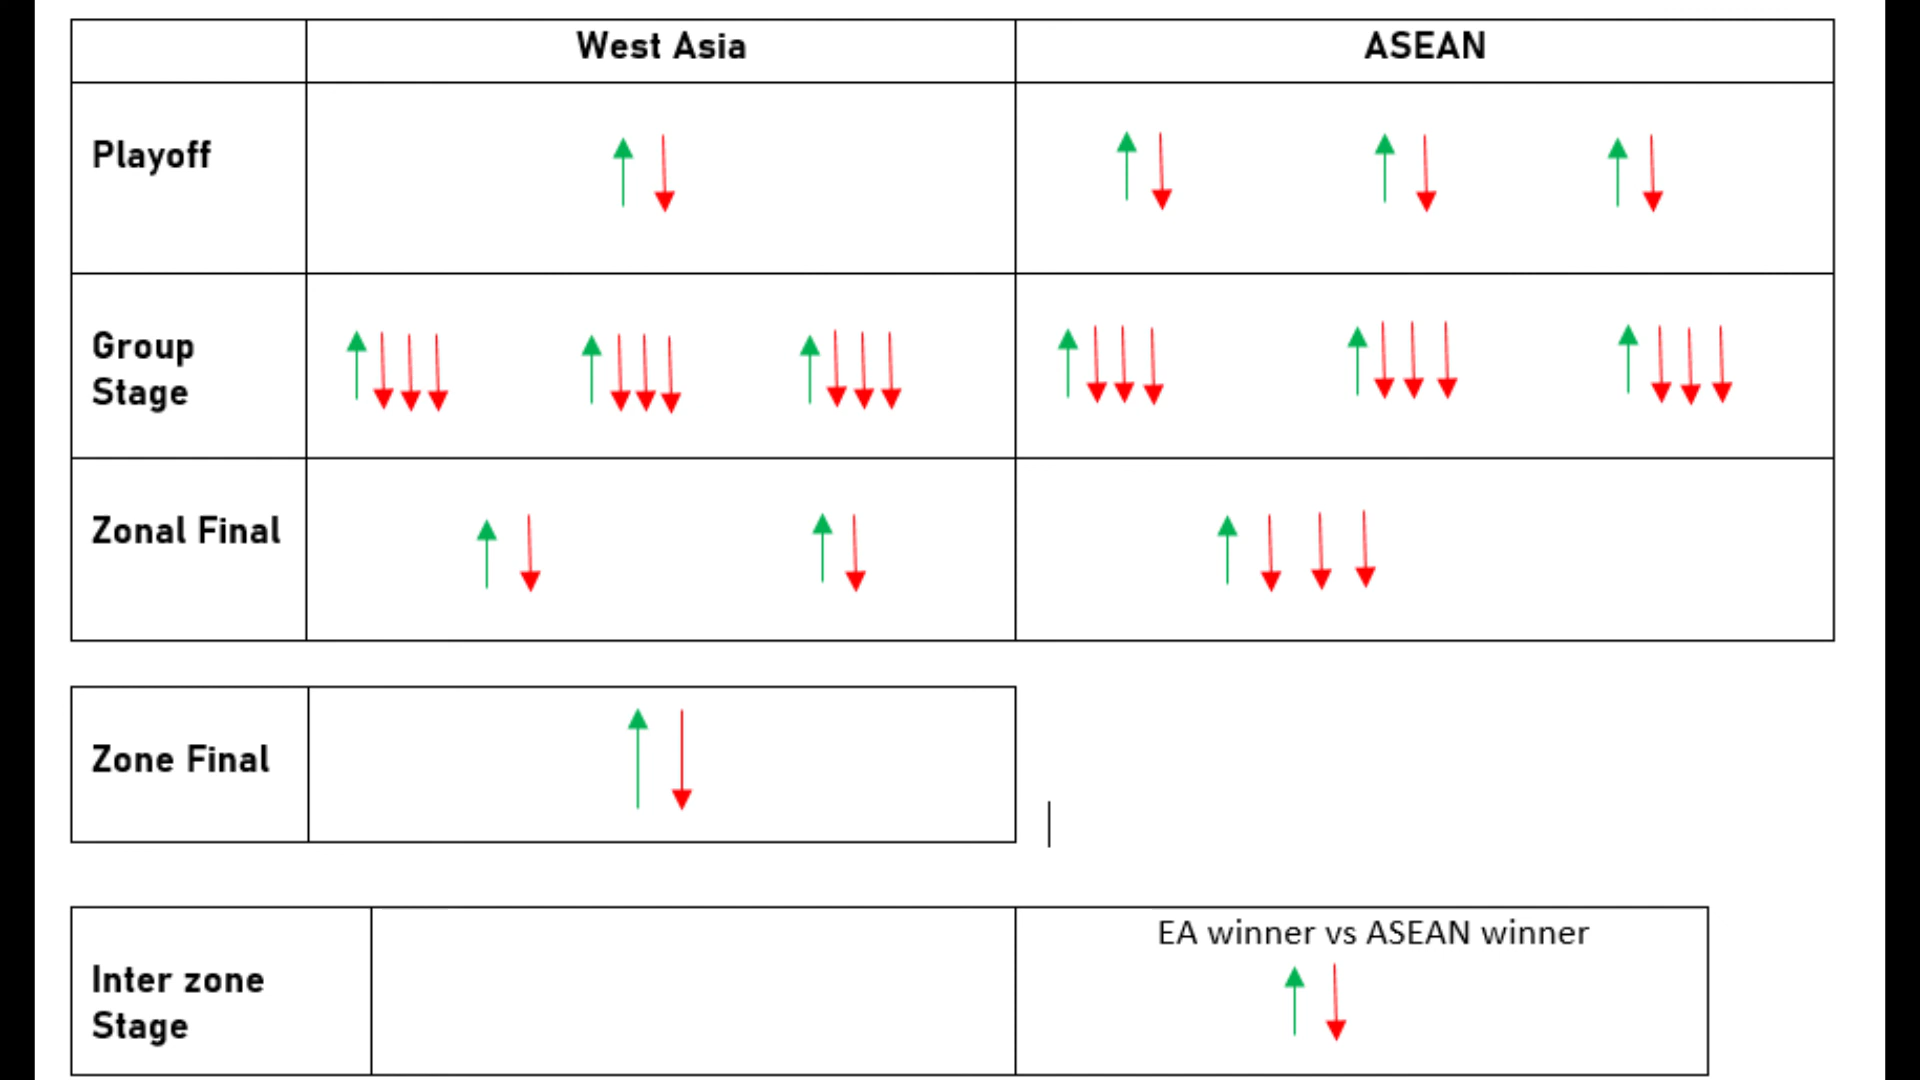 West Asia
ASEAN
Playoff
Group
Stage
Zonal Final
Zone Final
EA winner vs ASEAN winner
Inter zone
Stage